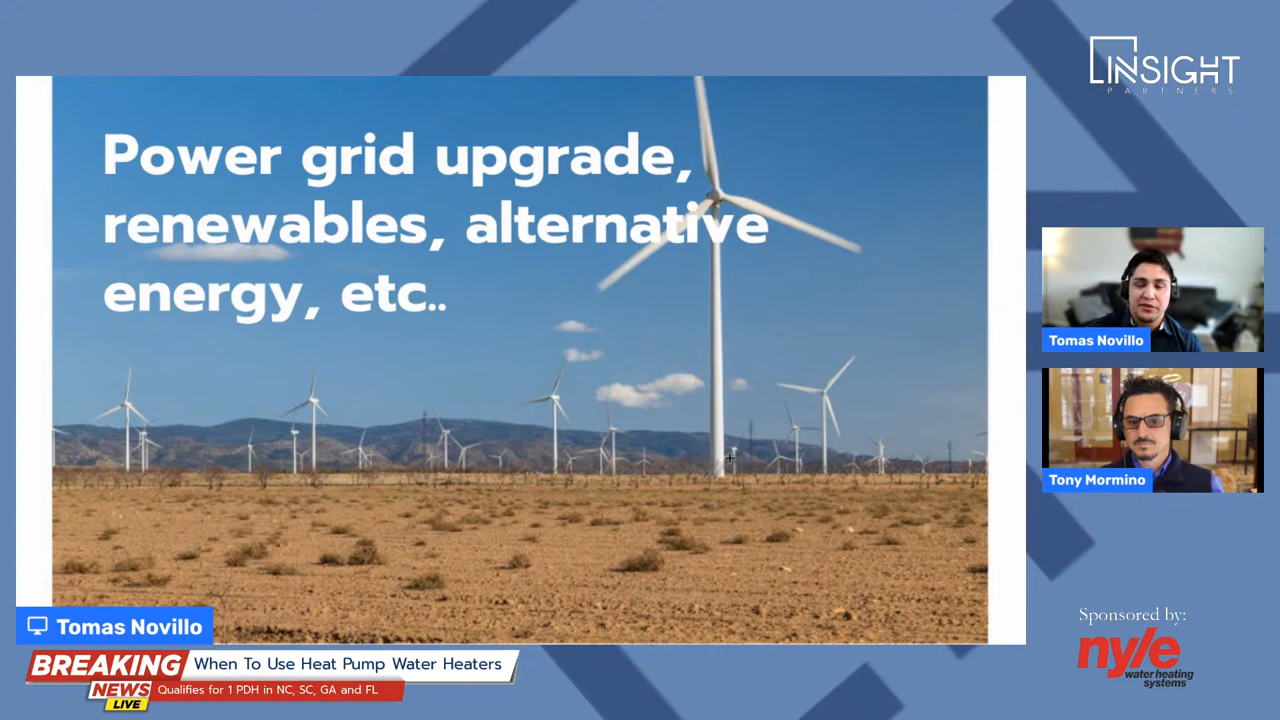 INSIGHT
PARTNERS
Power grid upgrade,
renewables, alternative
energy, etc..
Tomas Novillo
Tony Mormino
Tomas Novillo
Sponsored by:
nyle
water heating
systems
BREAKING
NEWS
LIVE
When To Use Heat Pump Water Heaters
Qualifies for 1 PDH in NC, SC, GA and FL